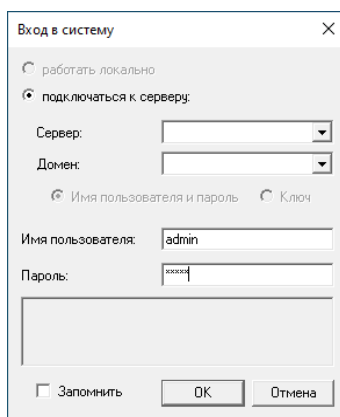 Вход в систему
работать локально
подключаться к серверу:
Сервер:
Домен:
Имя пользователя и пароль Ключ
Имя пользователя: admin
Пароль: xxxxx
Запомнить OK Отмена